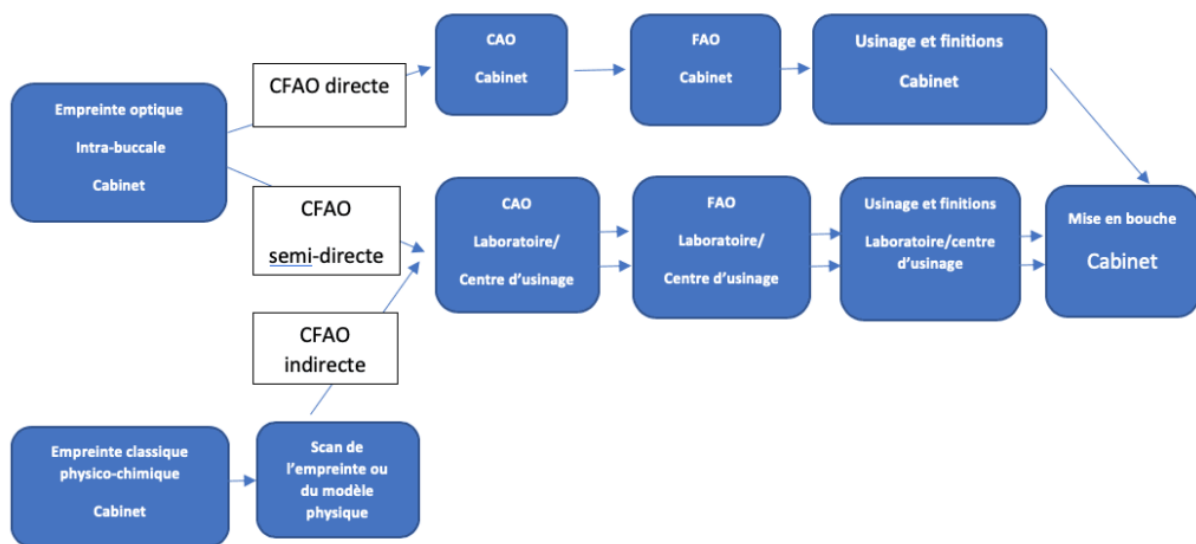 Empreinte optique
Intra-buccale
Cabinet
CFAO directe
CAO
Cabinet
FAO
Cabinet
Usinage et finitions
Cabinet
CFAO
semi-directe
CAO
Laboratoire/
Centre d'usinage
FAO
Laboratoire/
Centre d'usinage
Usinage et finitions
Laboratoire/centre
d'usinage
Mise en bouche
Cabinet
CFAO
indirecte
Empreinte classique
physico-chimique
Cabinet
Scan de
l'empreinte ou
du modèle
physique